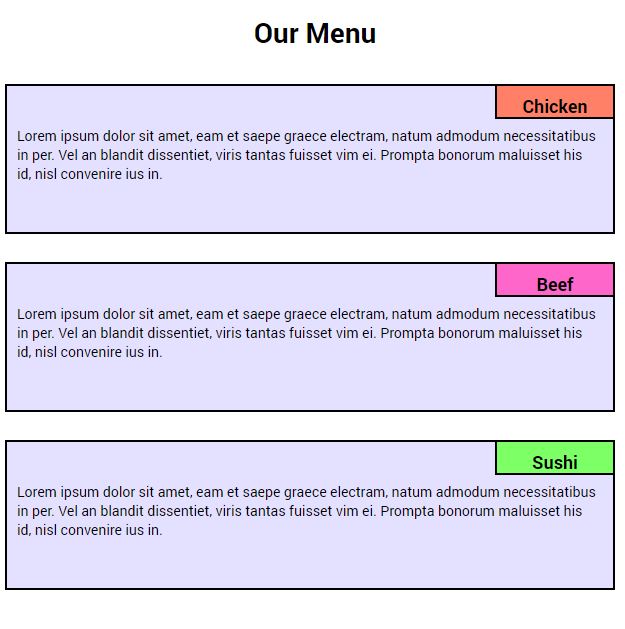 Our Menu
Chicken
Lorem ipsum dolor sit amet, eam et saepe graece electram, natum admodum necessitatibus
in per. Vel an blandit dissentiet, viris tantas fuisset vim ei. Prompta bonorum maluisset his
id, nisl convenire ius in.
Beef
Lorem ipsum dolor sit amet, eam et saepe graece electram, natum admodum necessitatibus
in per. Vel an blandit dissentiet, viris tantas fuisset vim ei. Prompta bonorum maluisset his
id, nisl convenire ius in.
Sushi
Lorem ipsum dolor sit amet, eam et saepe graece electram, natum admodum necessitatibus
in per. Vel an blandit dissentiet, viris tantas fuisset vim ei. Prompta bonorum maluisset his
id, nisl convenire ius in.